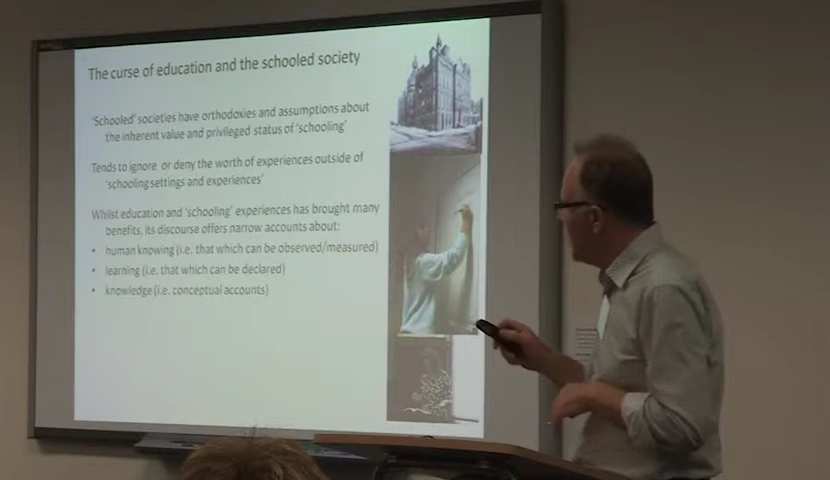 The curse of education and the schooled society
‘Schooled’ societies have orthodoxies and assumptions about
the inherent value and privileged status of ‘schooling’
Tends to ignore or deny the worth of experiences outside of
‘schooling settings and experiences’
Whilst education and ‘schooling’ experiences has brought many
benefits, its discourse offers narrow accounts about:
• human knowing (i.e. that which can be observed/measured)
• learning (i.e. that which can be declared)
• knowledge (i.e. conceptual accounts)